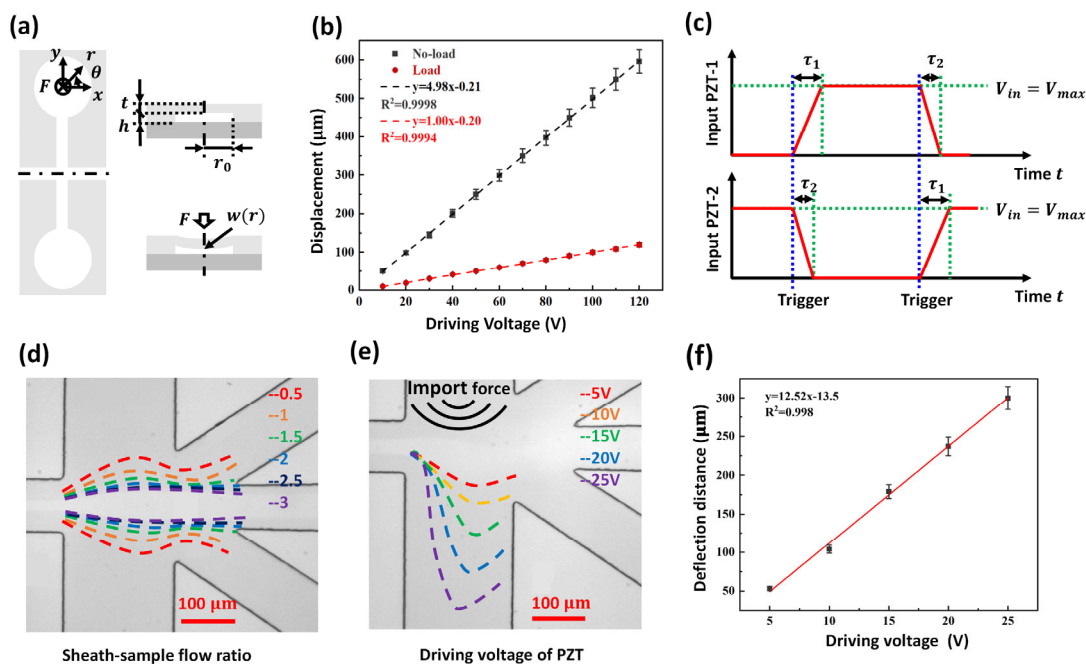 (a)
y
r
θ
F
x
t
h
r₀
F
w(r)
(b)
No-load
Load
y=4.98x-0.21
R²=0.9998
y=1.00x-0.20
R²=0.9994
Displacement (μm)
600
500
400
300
200
100
0
0 20 40 60 80 100 120
Driving Voltage (V)
(c)
Input PZT-1
τ₁
τ₂
V_in = V_max
Time t
Input PZT-2
τ₂
τ₁
V_in = V_max
Time t
Trigger
Trigger
(d)
--0.5
--1
--1.5
--2
--2.5
--3
100 μm
Sheath-sample flow ratio
(e)
Import force
--5V
--10V
--15V
--20V
--25V
100 μm
Driving voltage of PZT
(f)
y=12.52x-13.5
R²=0.998
Deflection distance (μm)
300
250
200
150
100
50
5 10 15 20 25
Driving voltage (V)